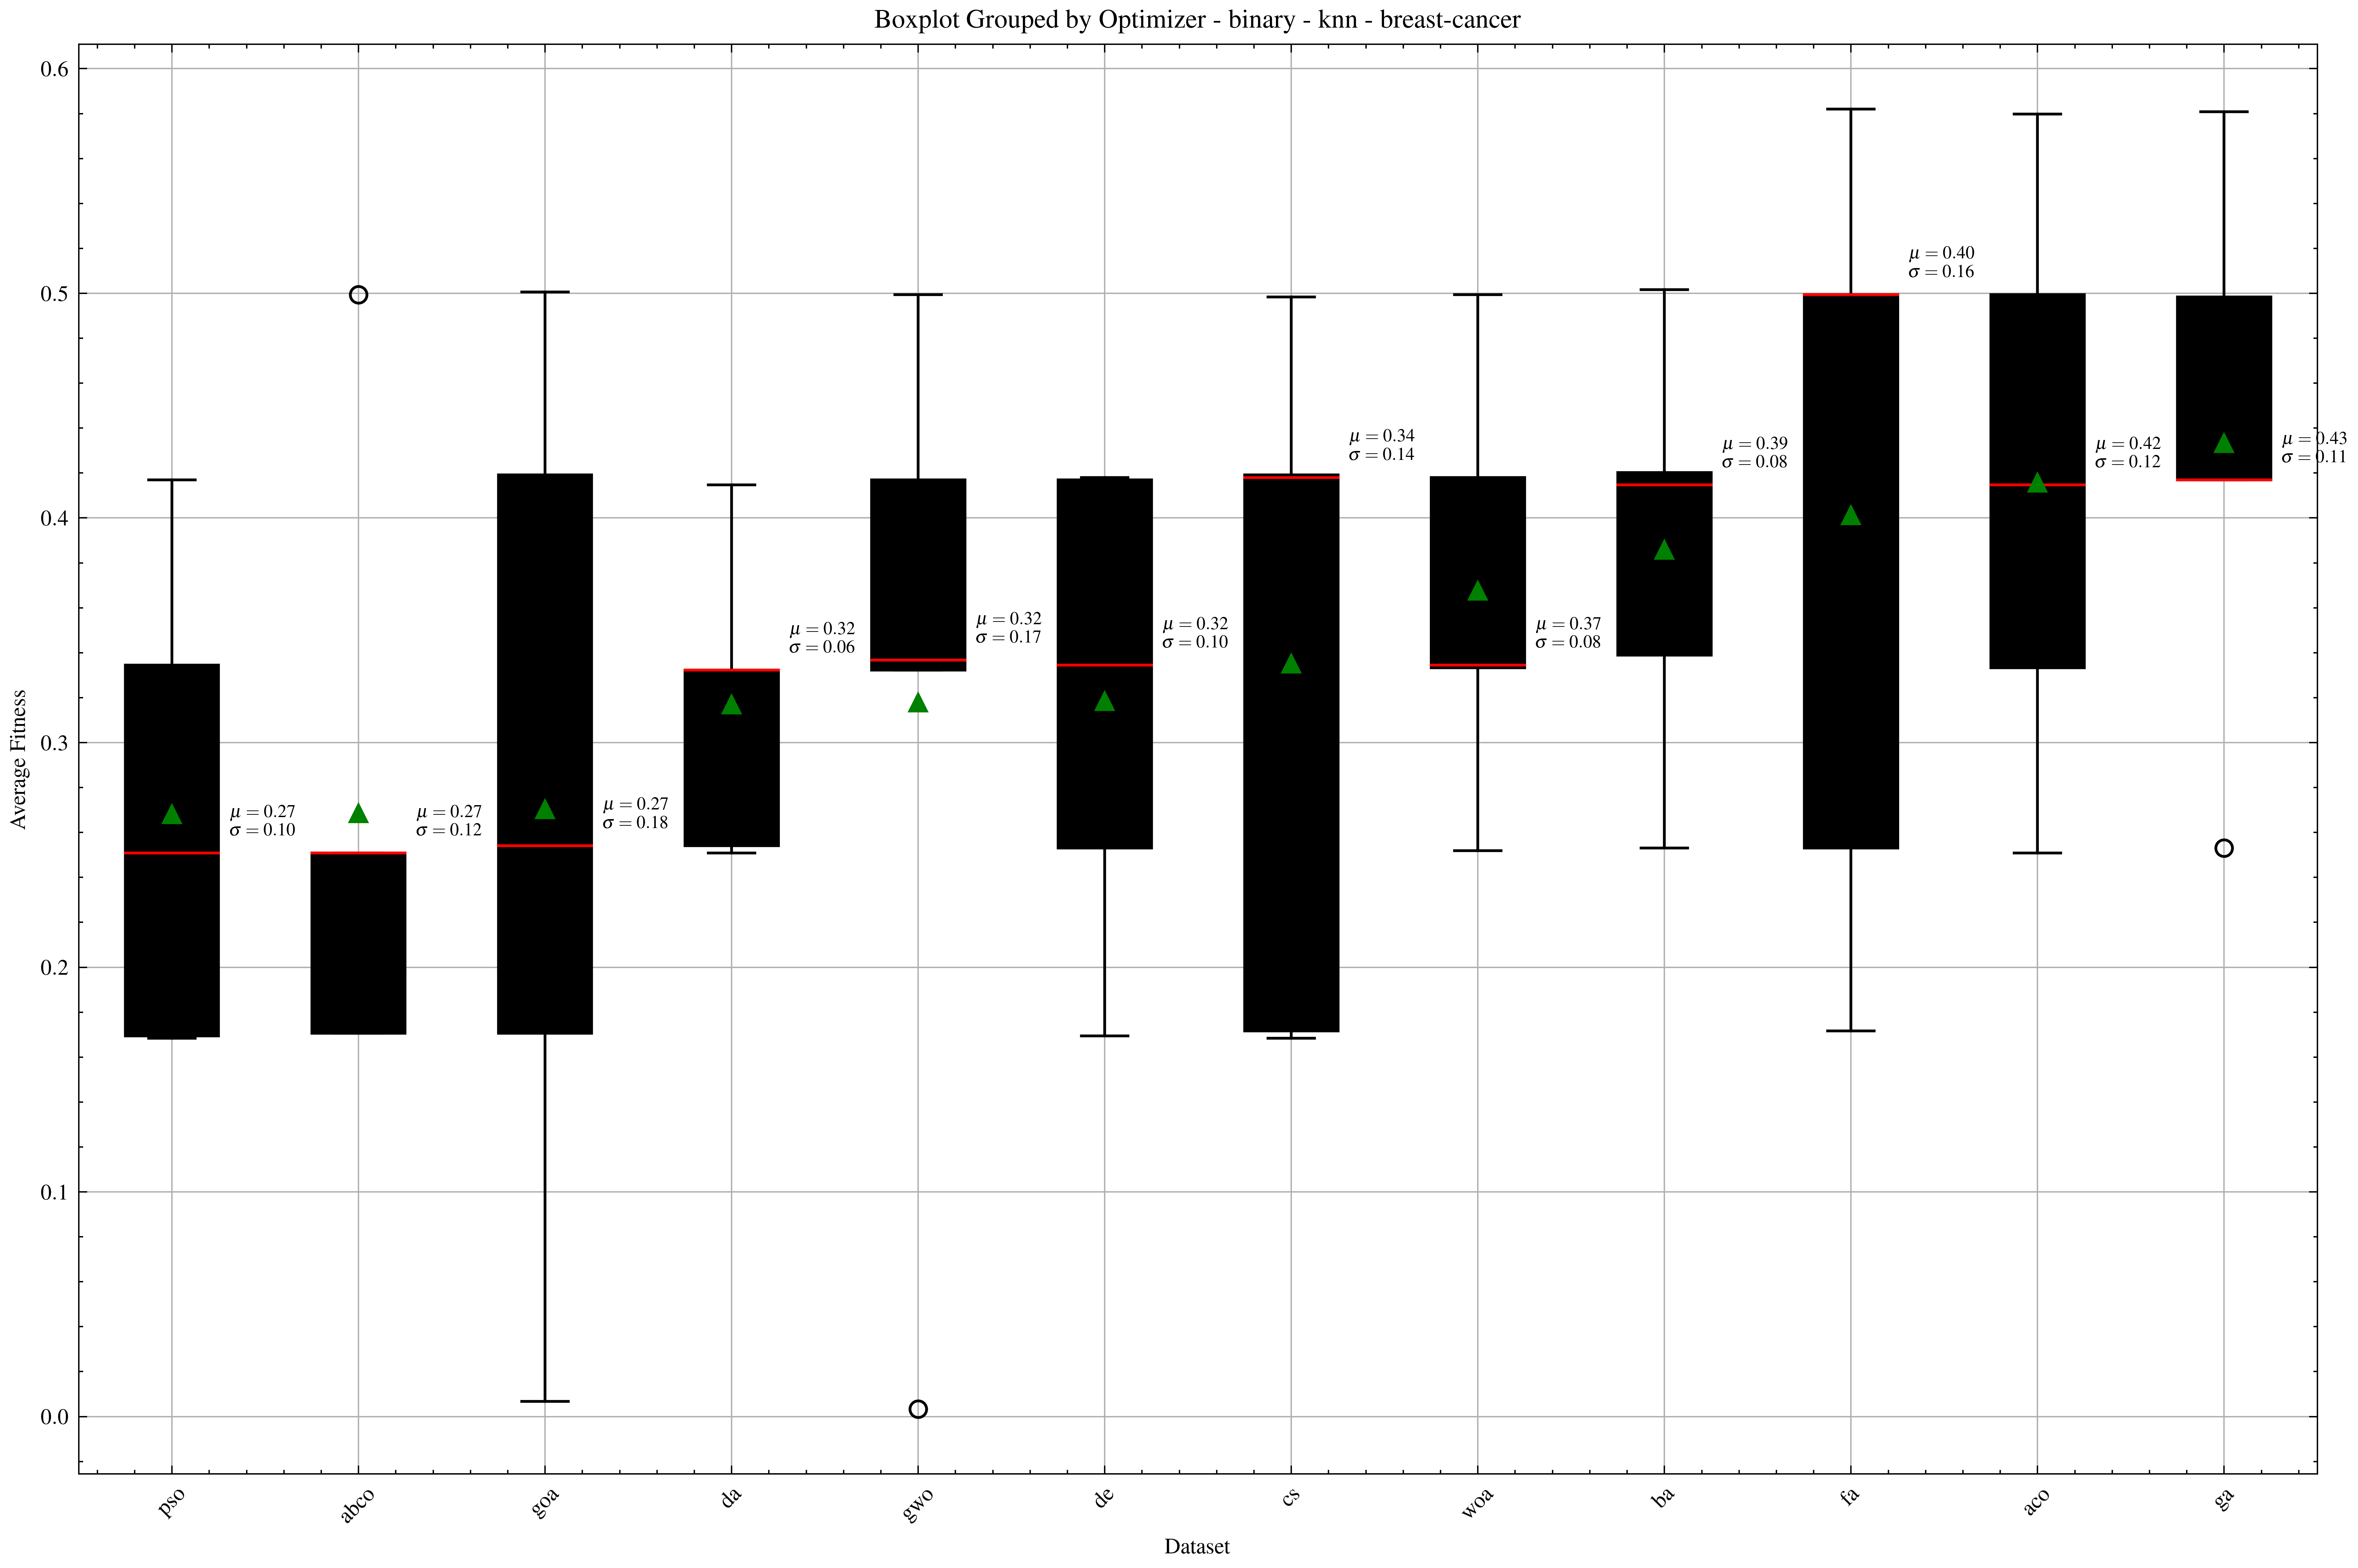 Boxplot Grouped by Optimizer - binary - knn - breast-cancer
0.6
0.5
0.4
0.3
0.2
0.1
0.0
Average Fitness
μ = 0.27
σ = 0.10
μ = 0.27
σ = 0.12
μ = 0.27
σ = 0.18
μ = 0.32
σ = 0.06
μ = 0.32
σ = 0.17
μ = 0.32
σ = 0.10
μ = 0.34
σ = 0.14
μ = 0.37
σ = 0.08
μ = 0.39
σ = 0.08
μ = 0.40
σ = 0.16
μ = 0.42
σ = 0.12
μ = 0.43
σ = 0.11
pso
abco
goa
da
gwo
de
cs
woa
ba
fa
aco
ga
Dataset